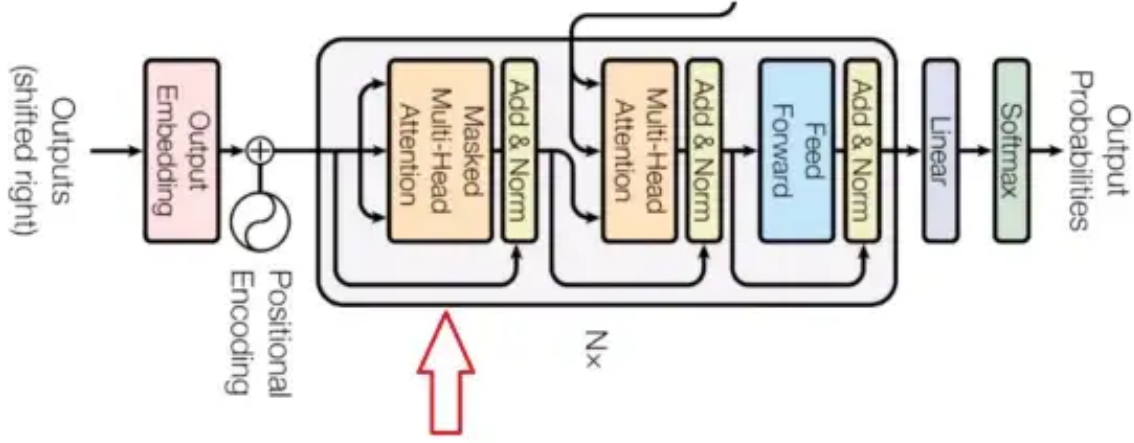 Outputs
(shifted right)
Output
Embedding
Positional
Encoding
Masked
Multi-Head
Attention
Add & Norm
Multi-Head
Attention
Add & Norm
Feed
Forward
Add & Norm
Nx
Linear
Softmax
Output
Probabilities